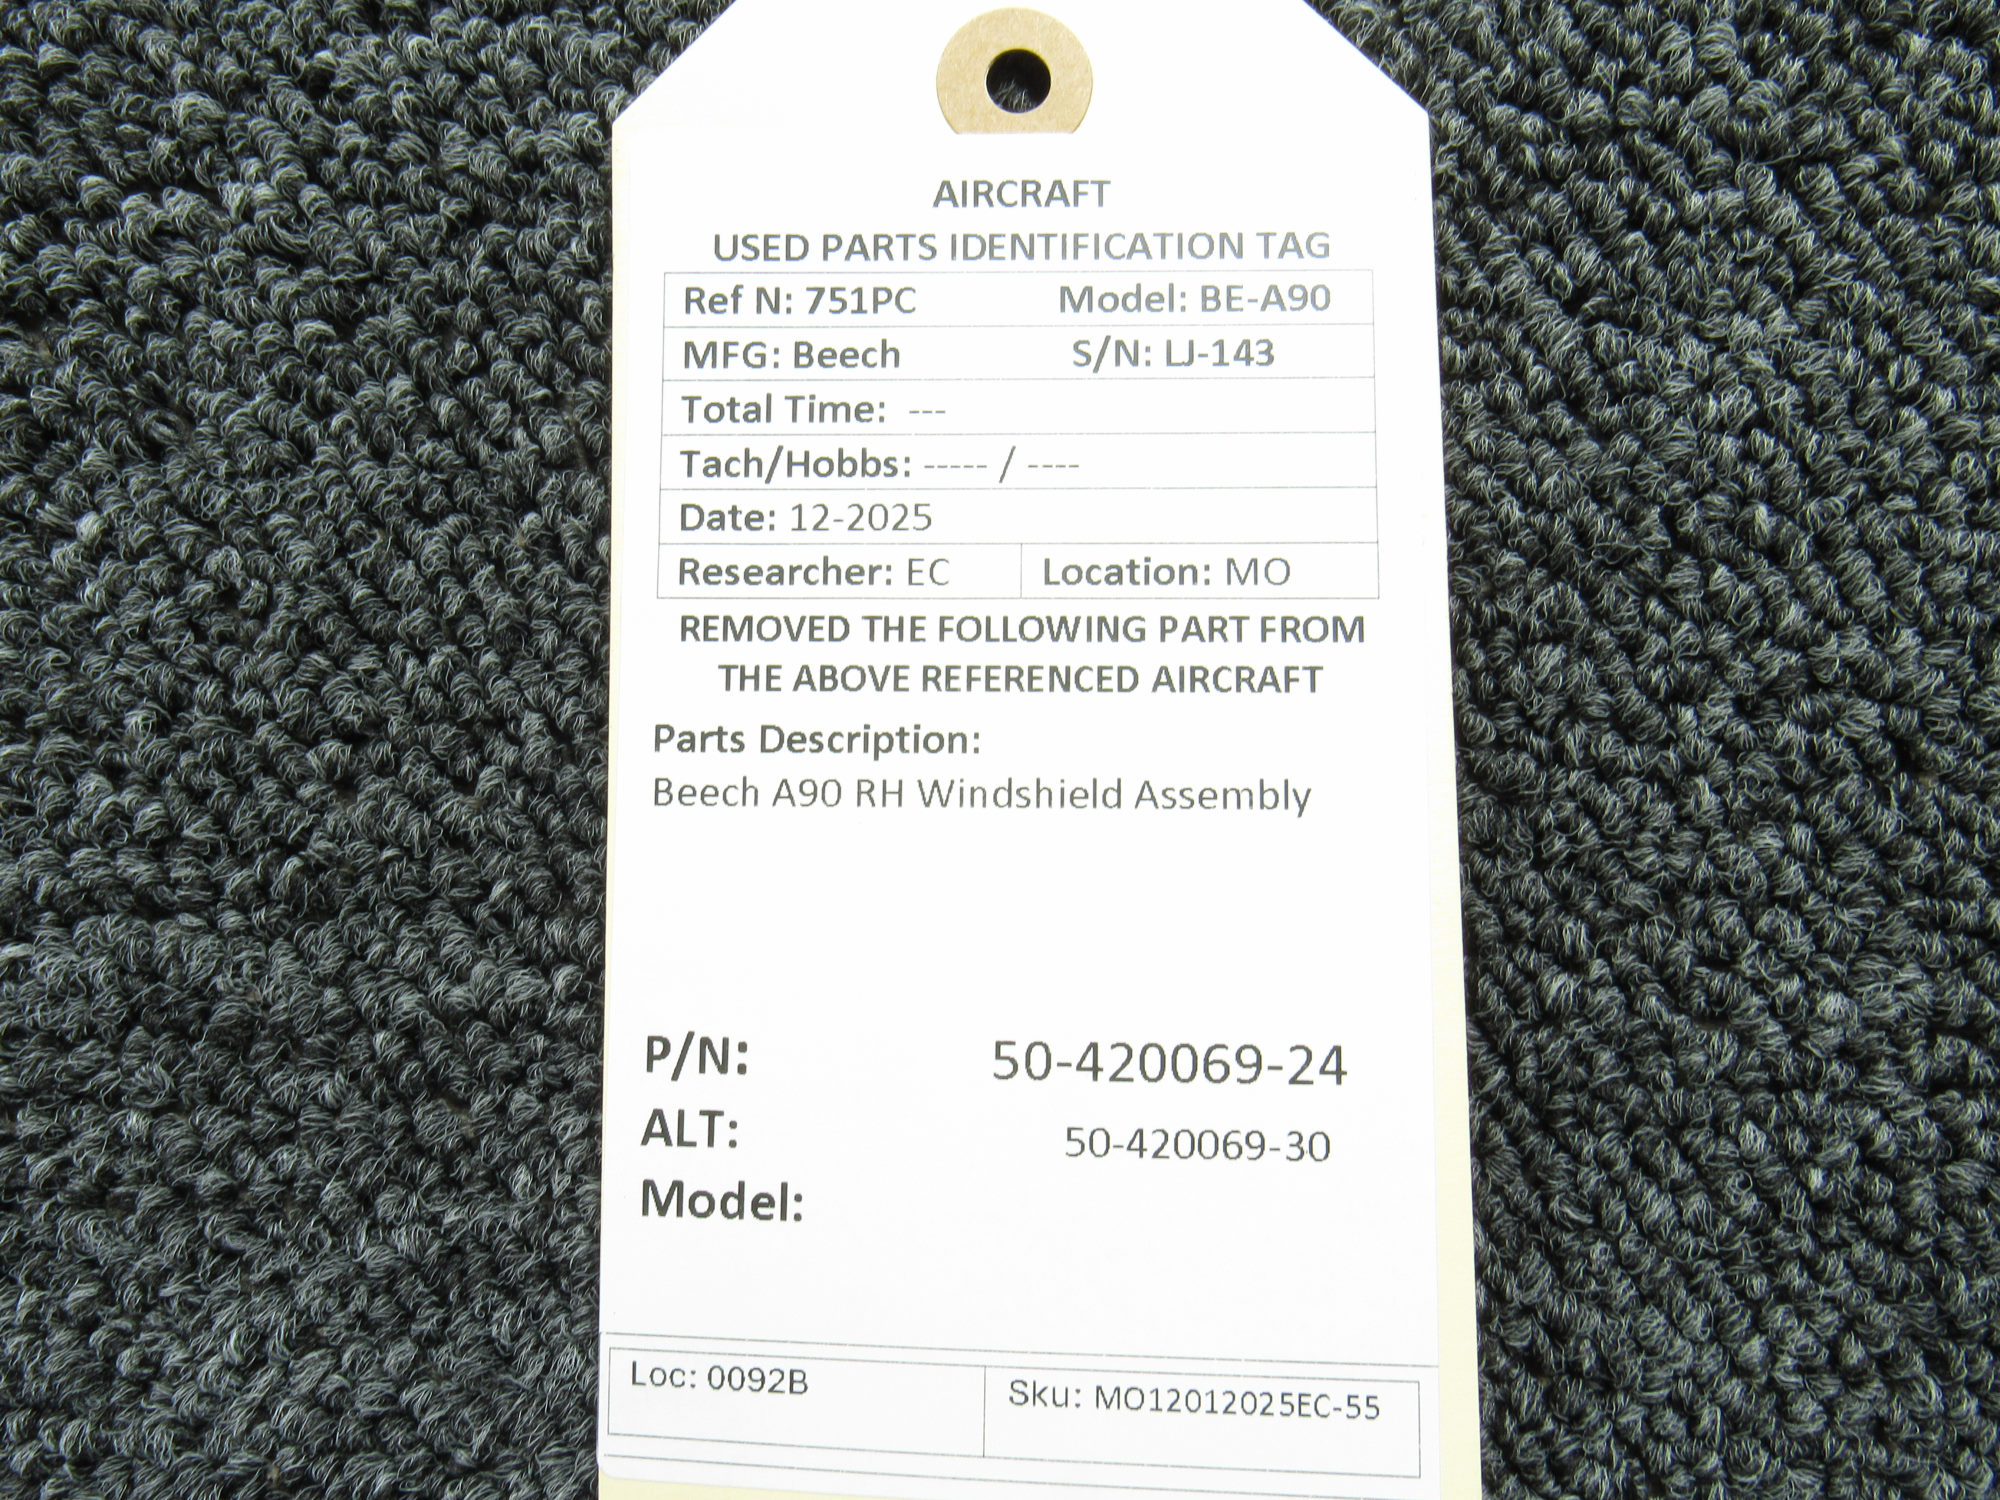 AIRCRAFT
USED PARTS IDENTIFICATION TAG
Ref N: 751PC Model: BE-A90
MFG: Beech S/N: LJ-143
Total Time: ---
Tach/Hobbs: ----- / ----
Date: 12-2025
Researcher: EC Location: MO
REMOVED THE FOLLOWING PART FROM
THE ABOVE REFERENCED AIRCRAFT
Parts Description:
Beech A90 RH Windshield Assembly
P/N: 50-420069-24
ALT: 50-420069-30
Model:
Loc: 0092B Sku: MO12012025EC-55